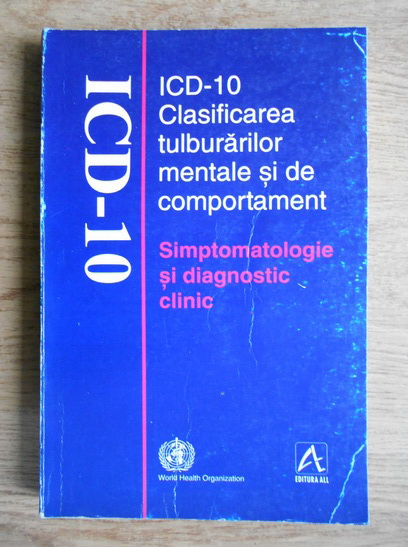 ICD-10
ICD-10
Clasificarea
tulburărilor
mentale și de
comportament
Simptomatologie
și diagnostic
clinic
World Health Organization
A
EDITURA ALL